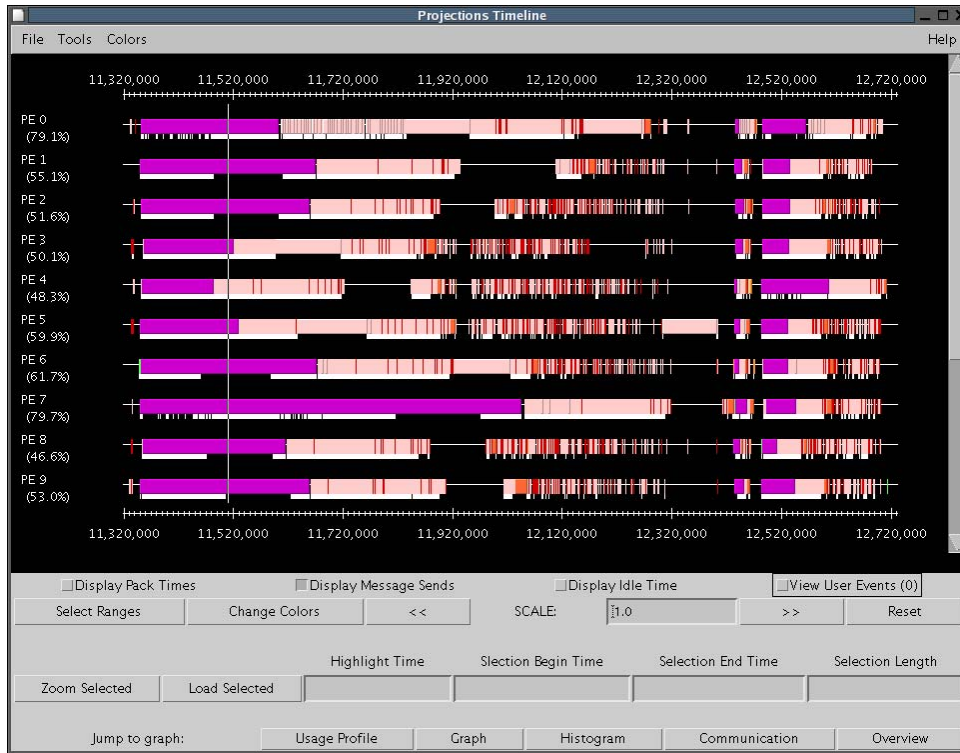 Projections Timeline
File Tools Colors Help
11,320,000 11,520,000 11,720,000 11,920,000 12,120,000 12,320,000 12,520,000 12,720,000
PE 0
(79.1%)
PE 1
(55.1%)
PE 2
(51.6%)
PE 3
(50.1%)
PE 4
(48.3%)
PE 5
(59.9%)
PE 6
(61.7%)
PE 7
(79.7%)
PE 8
(46.6%)
PE 9
(53.0%)
11,320,000 11,520,000 11,720,000 11,920,000 12,120,000 12,320,000 12,520,000 12,720,000
Display Pack Times Display Message Sends Display Idle Time View User Events (0)
Select Ranges Change Colors << SCALE: 1.0 >> Reset
Highlight Time Slection Begin Time Selection End Time Selection Length
Zoom Selected Load Selected
Jump to graph: Usage Profile Graph Histogram Communication Overview